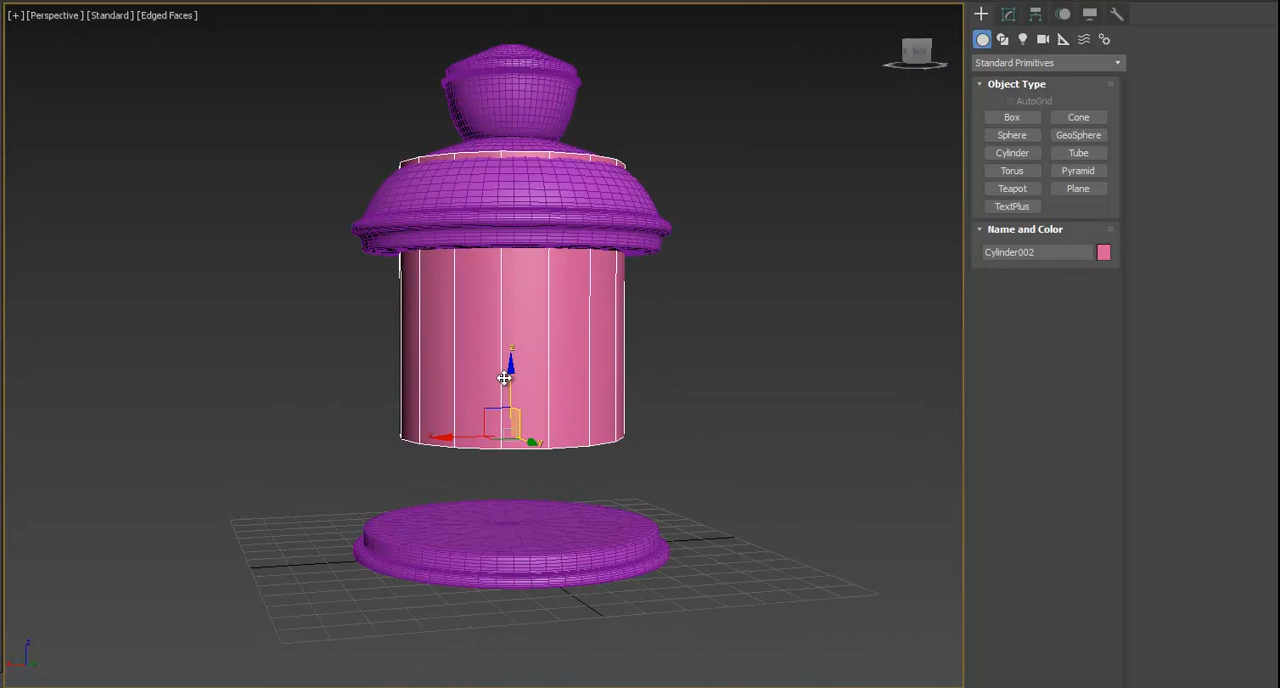 [+] [Perspective] [Standard] [Edged Faces]
BACK
Standard Primitives
Object Type
AutoGrid
Box Cone
Sphere GeoSphere
Cylinder Tube
Torus Pyramid
Teapot Plane
TextPlus
Name and Color
Cylinder002
z
y
z